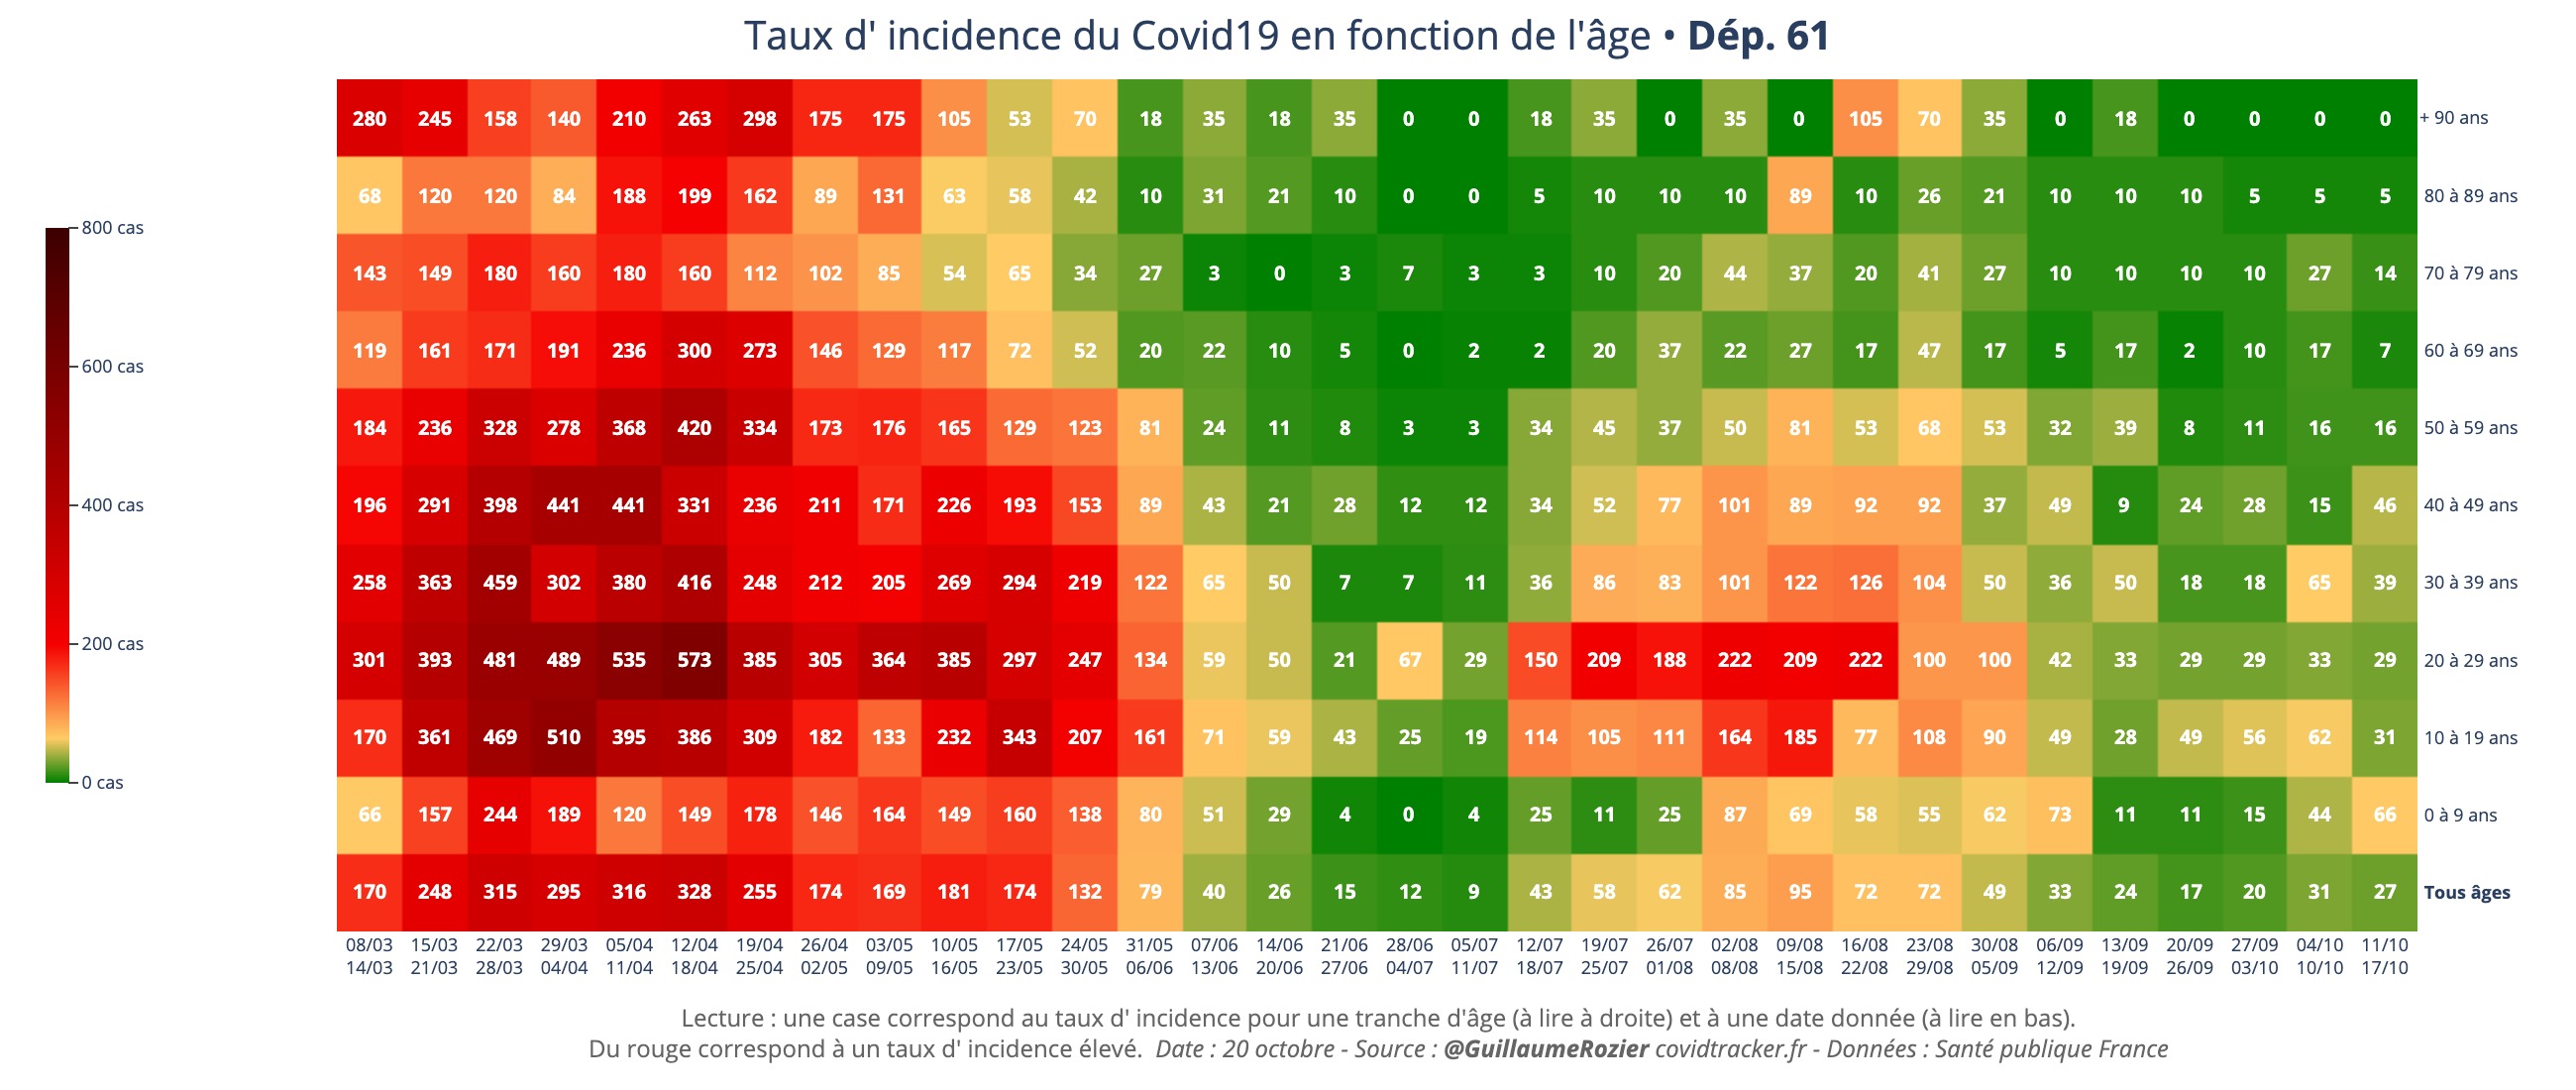 Taux d' incidence du Covid19 en fonction de l'âge • Dép. 61
800 cas
600 cas
400 cas
200 cas
0 cas
280 245 158 140 210 263 298 175 175 105 53 70 18 35 18 35 0 0 18 35 0 35 0 105 70 35 0 18 0 0 0 0 + 90 ans
68 120 120 84 188 199 162 89 131 63 58 42 10 31 21 10 0 0 5 10 10 10 89 10 26 21 10 10 10 5 5 5 80 à 89 ans
143 149 180 160 180 160 112 102 85 54 65 34 27 3 0 3 7 3 3 10 20 44 37 20 41 27 10 10 10 10 27 14 70 à 79 ans
119 161 171 191 236 300 273 146 129 117 72 52 20 22 10 5 0 2 2 20 37 22 27 17 47 17 5 17 2 10 17 7 60 à 69 ans
184 236 328 278 368 420 334 173 176 165 129 123 81 24 11 8 3 3 34 45 37 50 81 53 68 53 32 39 8 11 16 16 50 à 59 ans
196 291 398 441 441 331 236 211 171 226 193 153 89 43 21 28 12 12 34 52 77 101 89 92 92 37 49 9 24 28 15 46 40 à 49 ans
258 363 459 302 380 416 248 212 205 269 294 219 122 65 50 7 7 11 36 86 83 101 122 126 104 50 36 50 18 18 65 39 30 à 39 ans
301 393 481 489 535 573 385 305 364 385 297 247 134 59 50 21 67 29 150 209 188 222 209 222 100 100 42 33 29 29 33 29 20 à 29 ans
170 361 469 510 395 386 309 182 133 232 343 207 161 71 59 43 25 19 114 105 111 164 185 77 108 90 49 28 49 56 62 31 10 à 19 ans
66 157 244 189 120 149 178 146 164 149 160 138 80 51 29 4 0 4 25 11 25 87 69 58 55 62 73 11 11 15 44 66 0 à 9 ans
170 248 315 295 316 328 255 174 169 181 174 132 79 40 26 15 12 9 43 58 62 85 95 72 72 49 33 24 17 20 31 27 Tous âges
08/03 15/03 22/03 29/03 05/04 12/04 19/04 26/04 03/05 10/05 17/05 24/05 31/05 07/06 14/06 21/06 28/06 05/07 12/07 19/07 26/07 02/08 09/08 16/08 23/08 30/08 06/09 13/09 20/09 27/09 04/10 11/10
14/03 21/03 28/03 04/04 11/04 18/04 25/04 02/05 09/05 16/05 23/05 30/05 06/06 13/06 20/06 27/06 04/07 11/07 18/07 25/07 01/08 08/08 15/08 22/08 29/08 05/09 12/09 19/09 26/09 03/10 10/10 17/10
Lecture : une case correspond au taux d' incidence pour une tranche d'âge (à lire à droite) et à une date donnée (à lire en bas).
Du rouge correspond à un taux d' incidence élevé. Date : 20 octobre - Source : @GuillaumeRozier covidtracker.fr - Données : Santé publique France